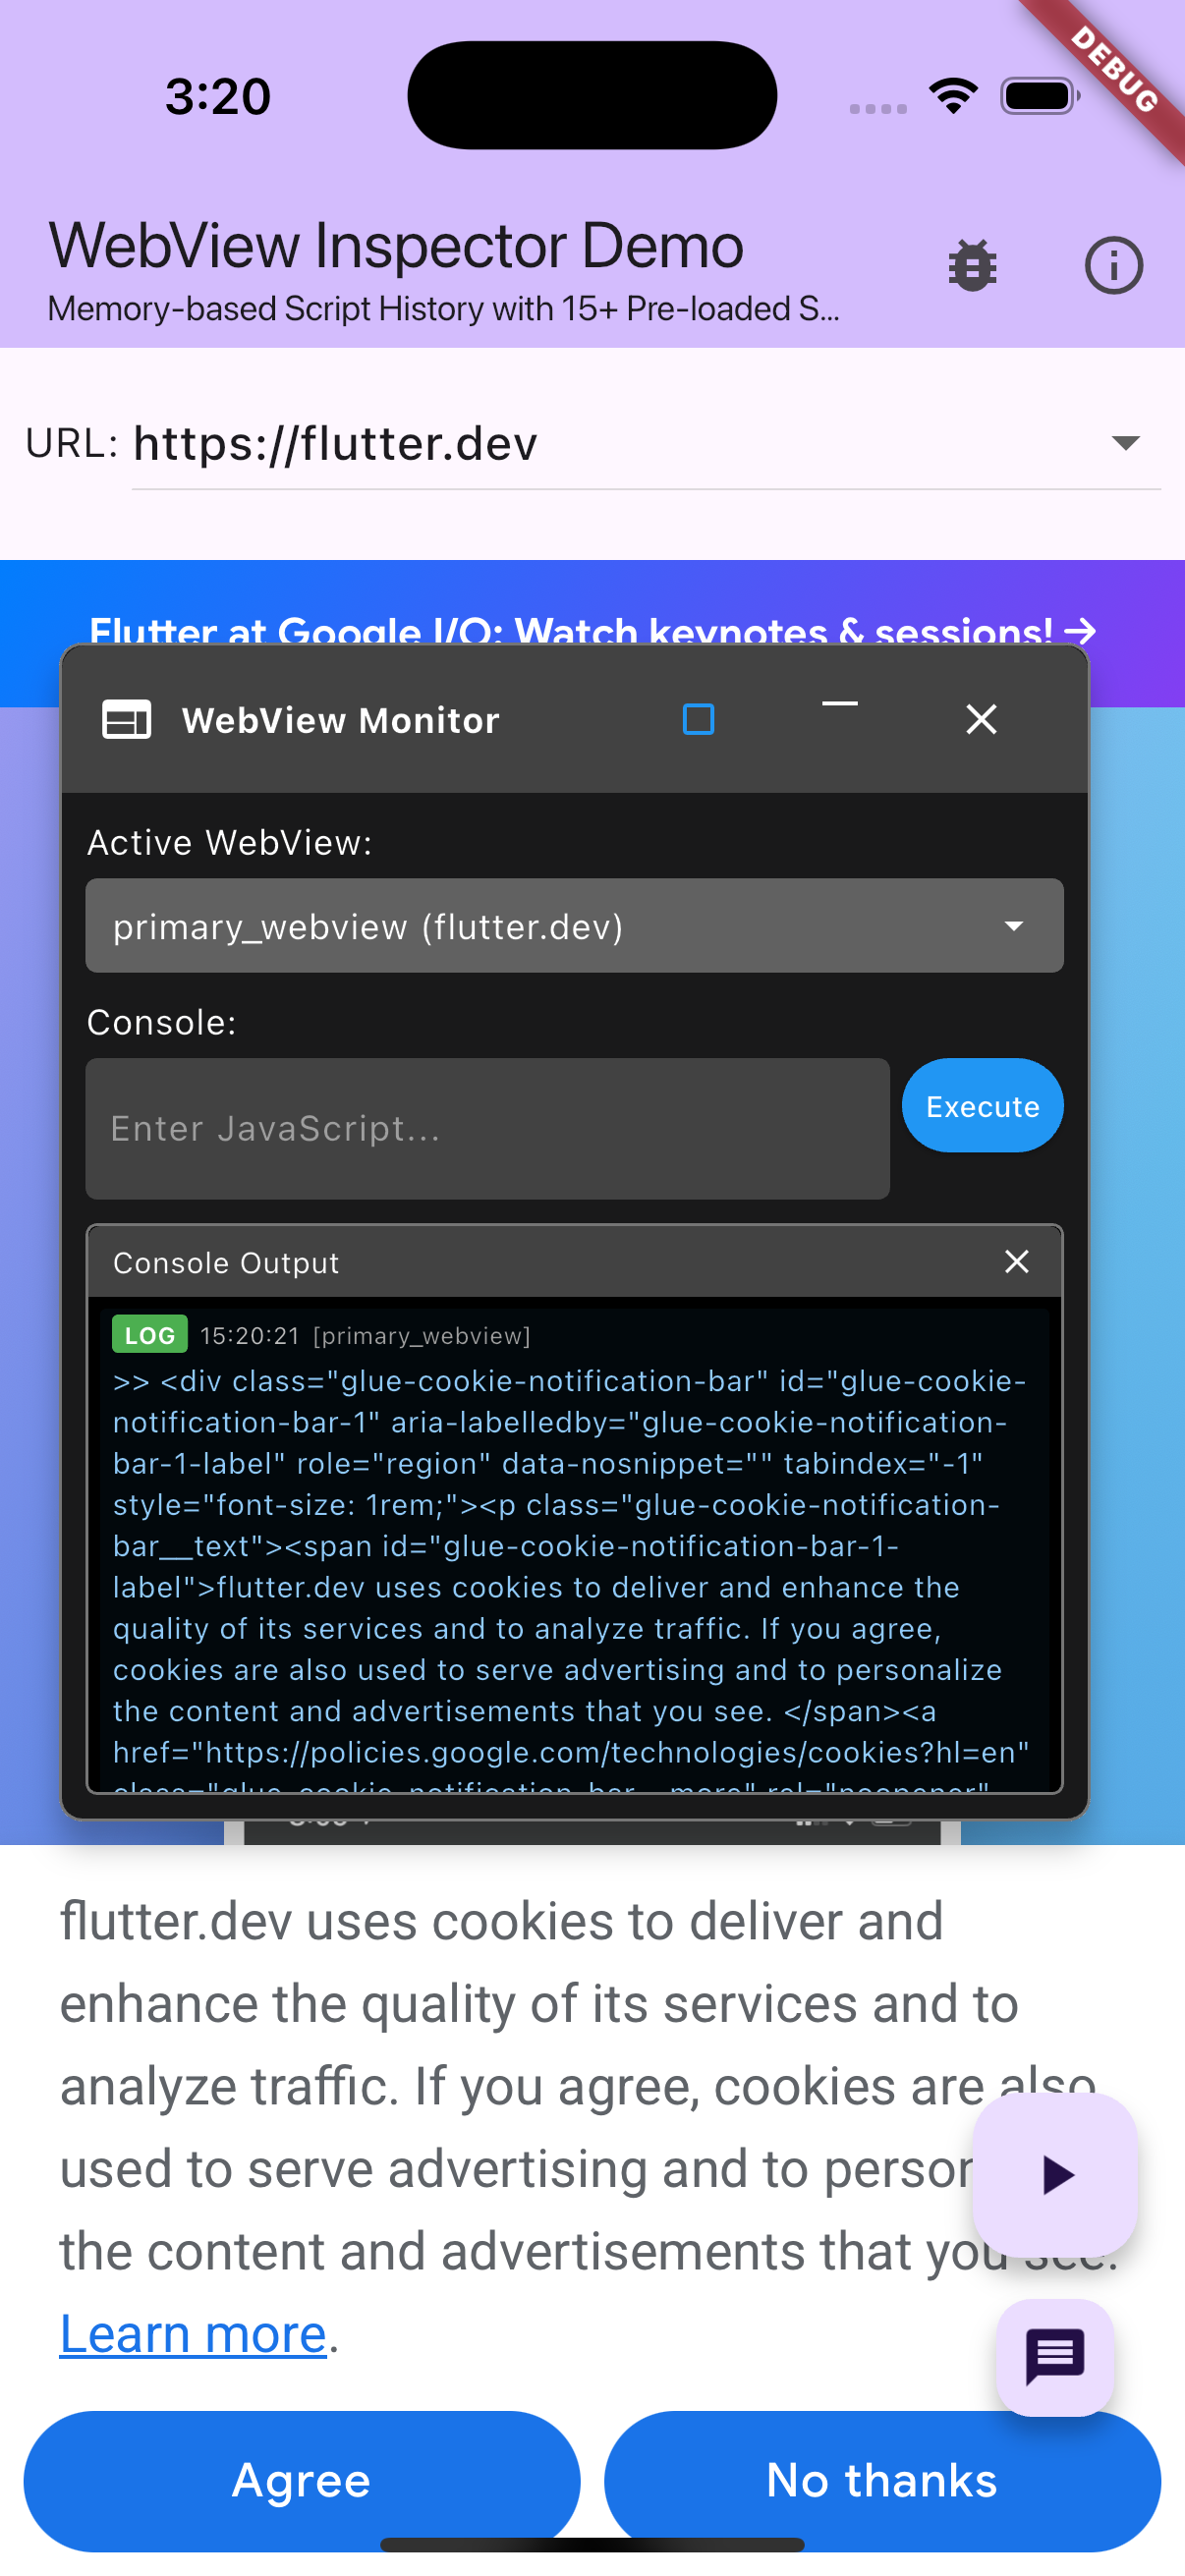 3:20
DEBUG
WebView Inspector Demo
Memory-based Script History with 15+ Pre-loaded S...
URL: https://flutter.dev
Flutter at Google I/O: Watch keynotes & sessions! →
WebView Monitor
Active WebView:
primary_webview (flutter.dev)
Console:
Enter JavaScript...
Execute
Console Output
LOG 15:20:21 [primary_webview]
>> <div class="glue-cookie-notification-bar" id="glue-cookie-
notification-bar-1" aria-labelledby="glue-cookie-notification-
bar-1-label" role="region" data-nosnippet="" tabindex="-1"
style="font-size: 1rem;"><p class="glue-cookie-notification-
bar__text"><span id="glue-cookie-notification-bar-1-
label">flutter.dev uses cookies to deliver and enhance the
quality of its services and to analyze traffic. If you agree,
cookies are also used to serve advertising and to personalize
the content and advertisements that you see. </span><a
href="https://policies.google.com/technologies/cookies?hl=en"
class="glue-cookie-notification-bar__more" rel="noopener"
flutter.dev uses cookies to deliver and
enhance the quality of its services and to
analyze traffic. If you agree, cookies are also
used to serve advertising and to person
the content and advertisements that you see.
Learn more.
Agree
No thanks